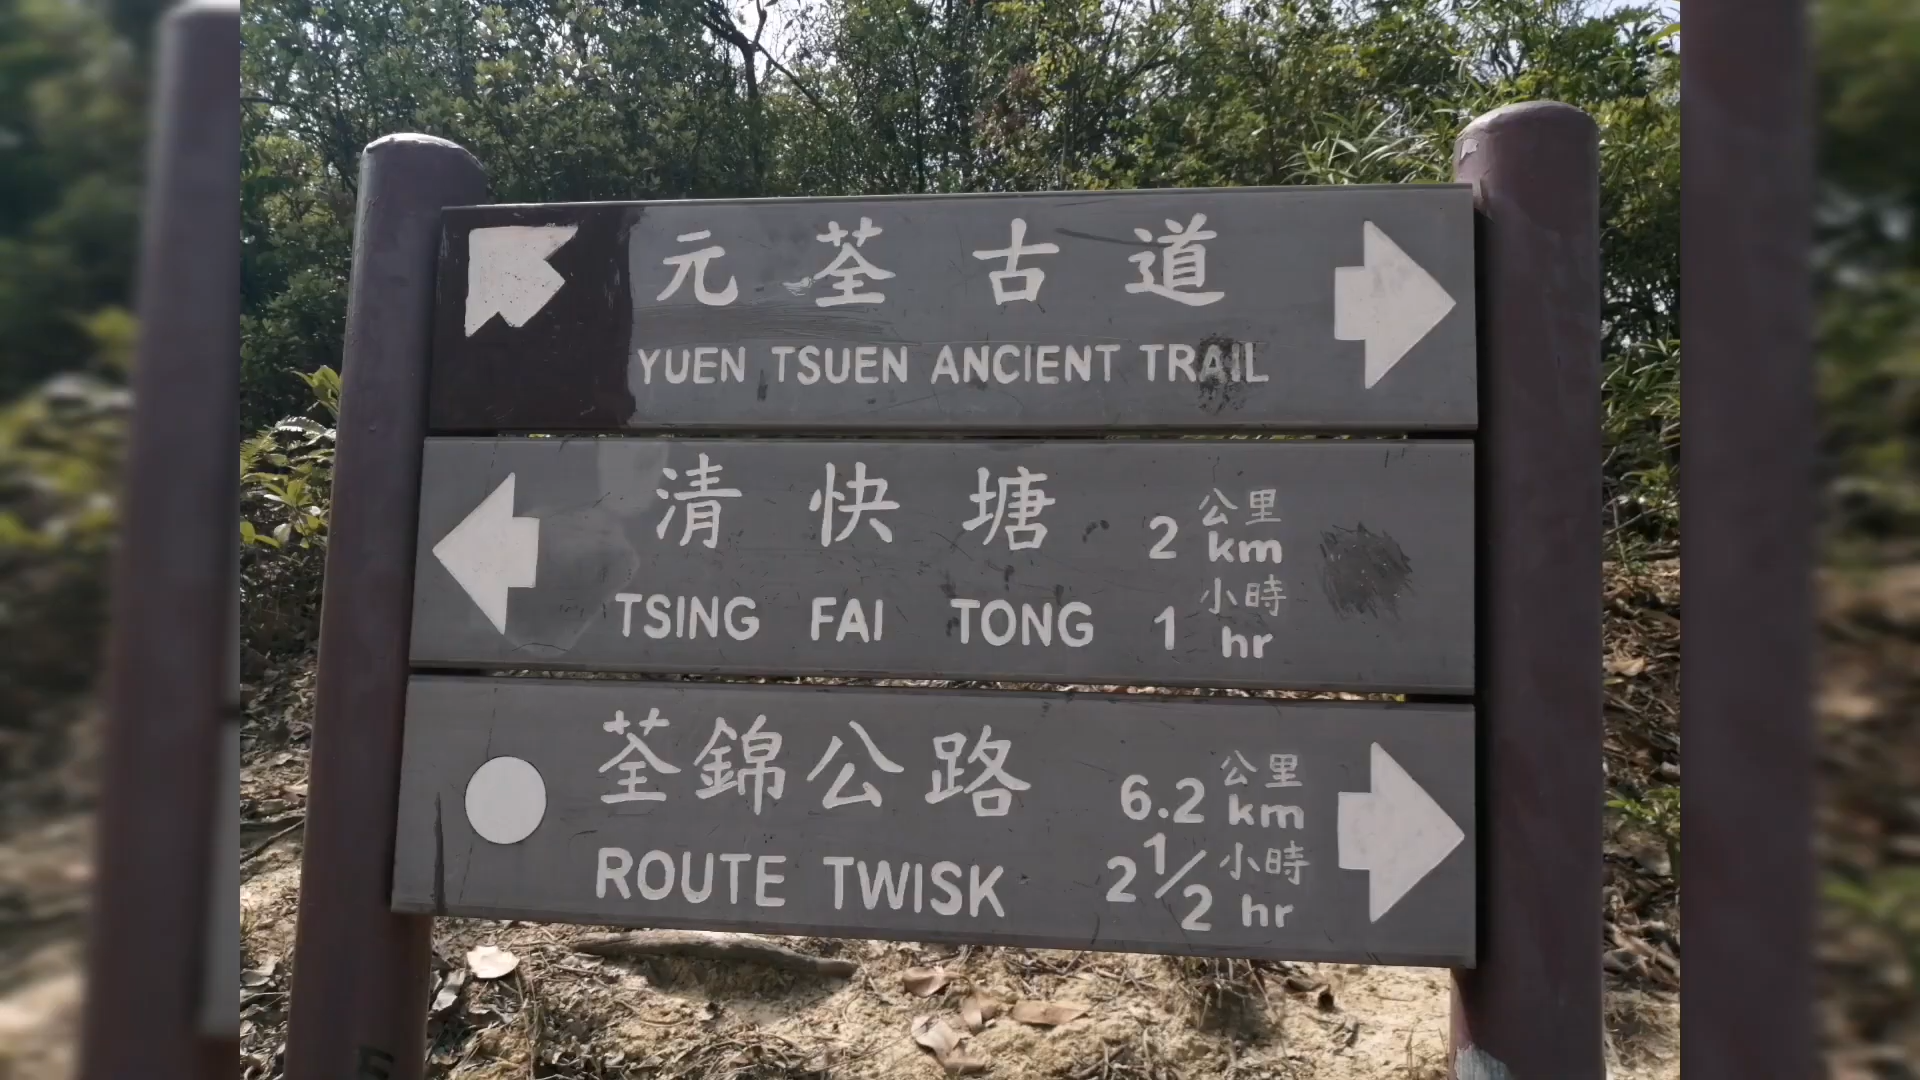 元荃古道
YUEN TSUEN ANCIENT TRAIL
清快塘 2 公里 km
TSING FAI TONG 1 小時 hr
荃錦公路 6.2 公里 km
ROUTE TWISK 2 1/2 小時 hr